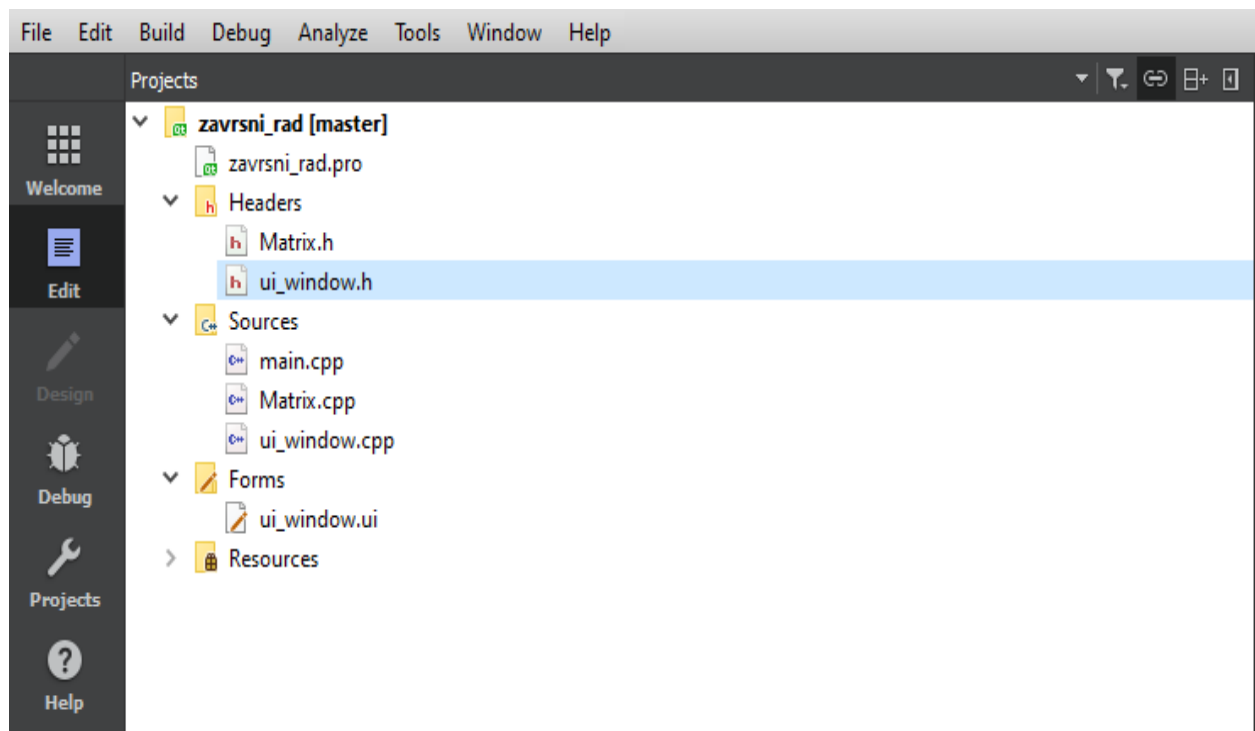 File Edit Build Debug Analyze Tools Window Help
Projects
zavrsni_rad [master]
zavrsni_rad.pro
Headers
Matrix.h
ui_window.h
Sources
main.cpp
Matrix.cpp
ui_window.cpp
Forms
ui_window.ui
Resources
Welcome
Edit
Design
Debug
Projects
Help